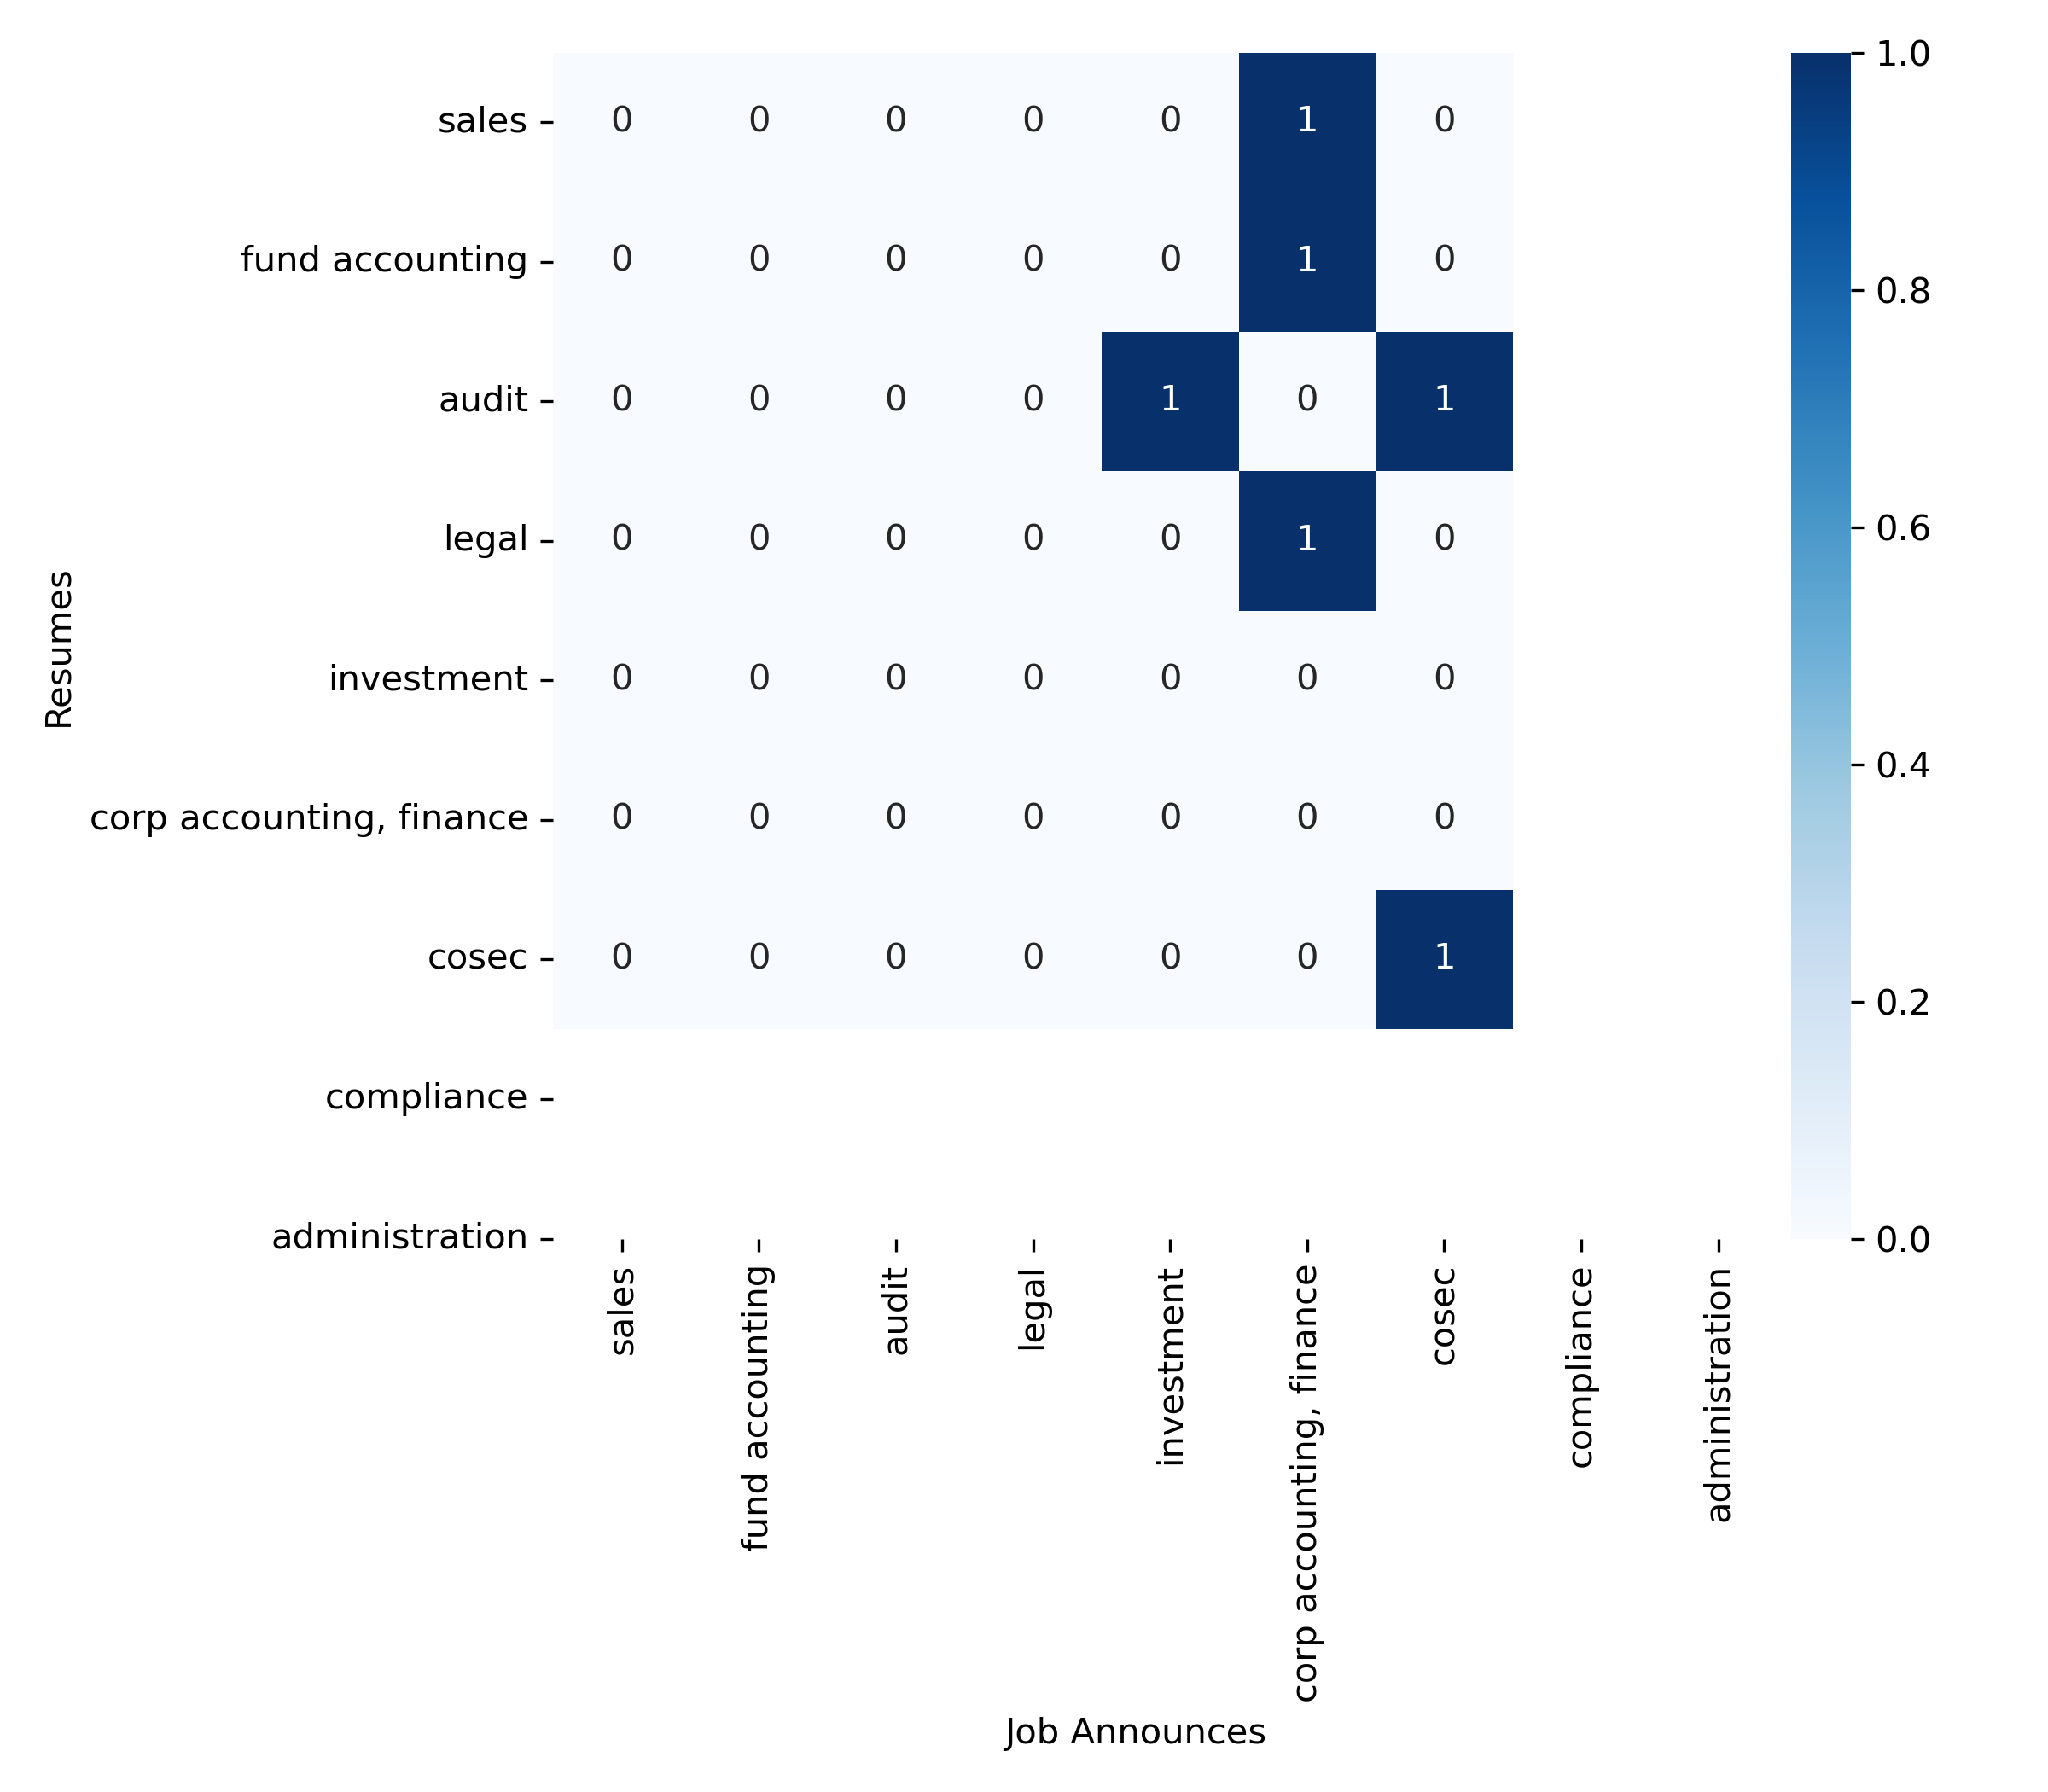 Resumes
sales 0 0 0 0 0 1 0
fund accounting 0 0 0 0 0 1 0
audit 0 0 0 0 1 0 1
legal 0 0 0 0 0 1 0
investment 0 0 0 0 0 0 0
corp accounting, finance 0 0 0 0 0 0 0
cosec 0 0 0 0 0 0 1
compliance
administration
sales
fund accounting
audit
legal
investment
corp accounting, finance
cosec
compliance
administration
Job Announces
1.0
0.8
0.6
0.4
0.2
0.0